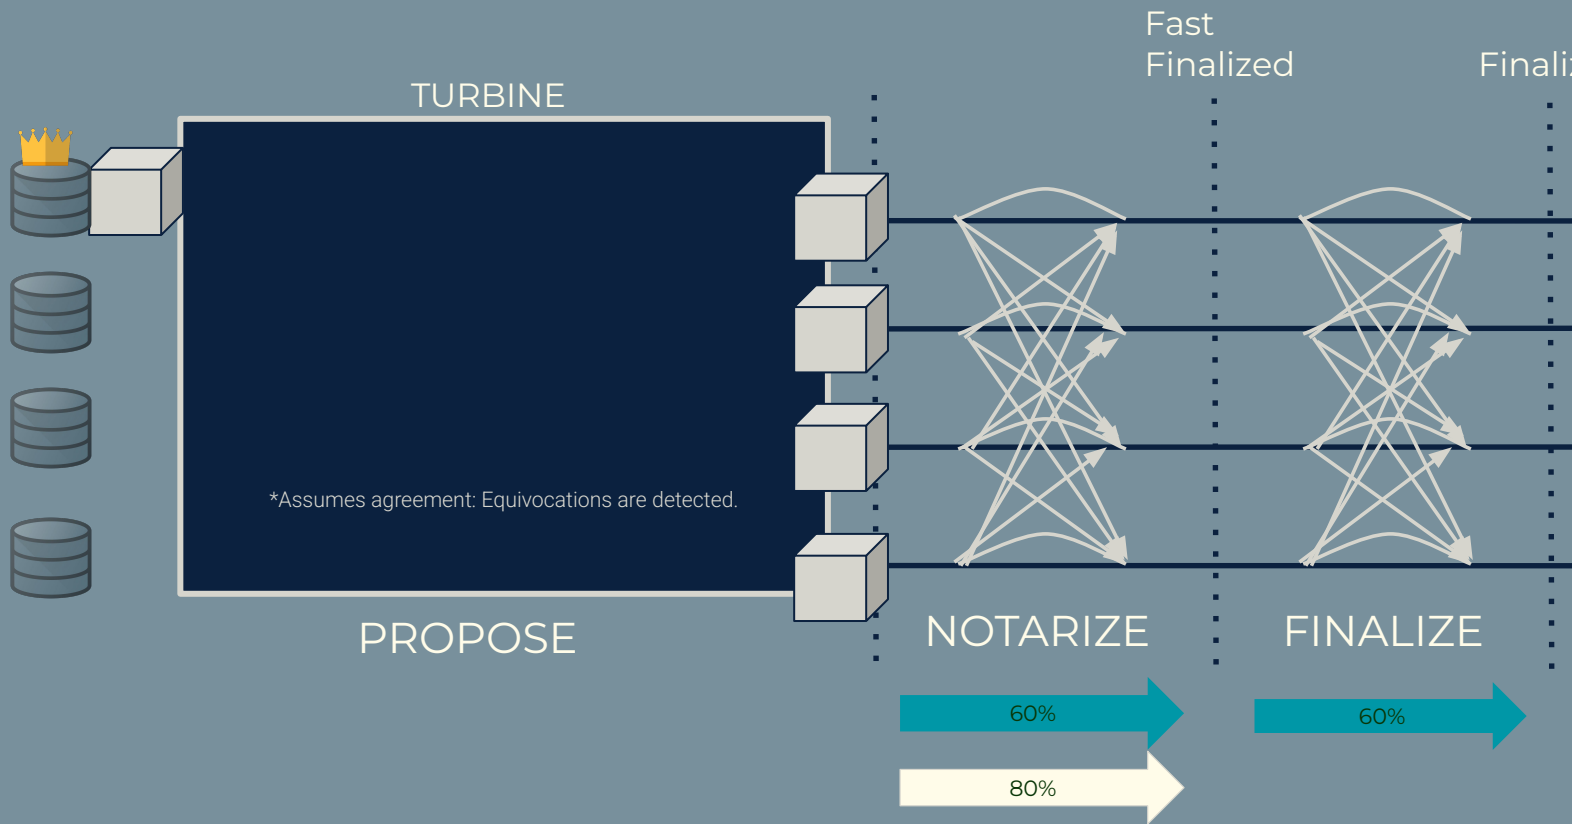 Fast
Finalized
TURBINE
*Assumes agreement: Equivocations are detected.
PROPOSE
NOTARIZE
FINALIZE
60%
60%
80%